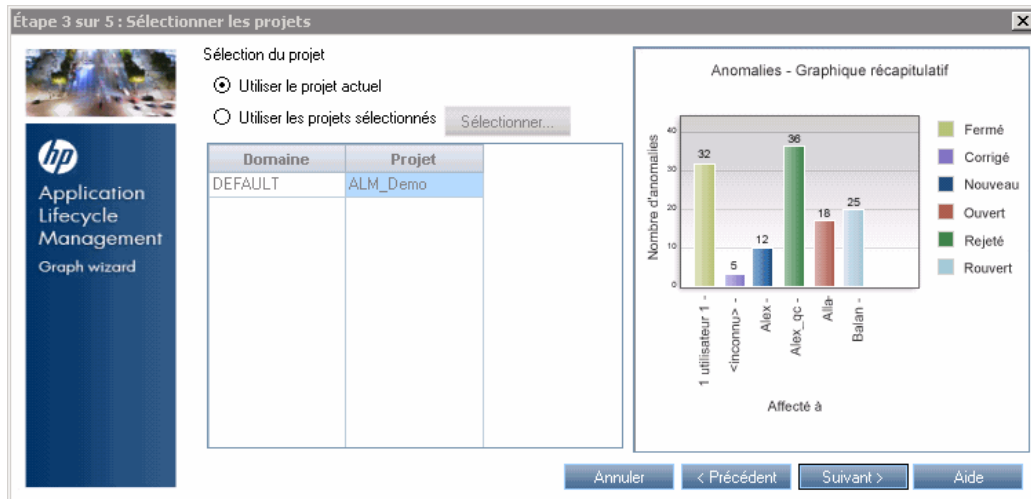 Étape 3 sur 5 : Sélectionner les projets
hp
Application
Lifecycle
Management
Graph wizard
Sélection du projet
Utiliser le projet actuel
Utiliser les projets sélectionnés
Sélectionner...
Domaine Projet
DEFAULT ALM_Demo
Anomalies - Graphique récapitulatif
Nombre d'anomalies
40
30
20
10
0
32
5
12
36
18
25
1 utilisateur 1 -
<inconnu> -
Alex -
Alex_qc -
Alla-
Balan -
Affecté à
Fermé
Corrigé
Nouveau
Ouvert
Rejeté
Rouvert
Annuler
< Précédent
Suivant >
Aide